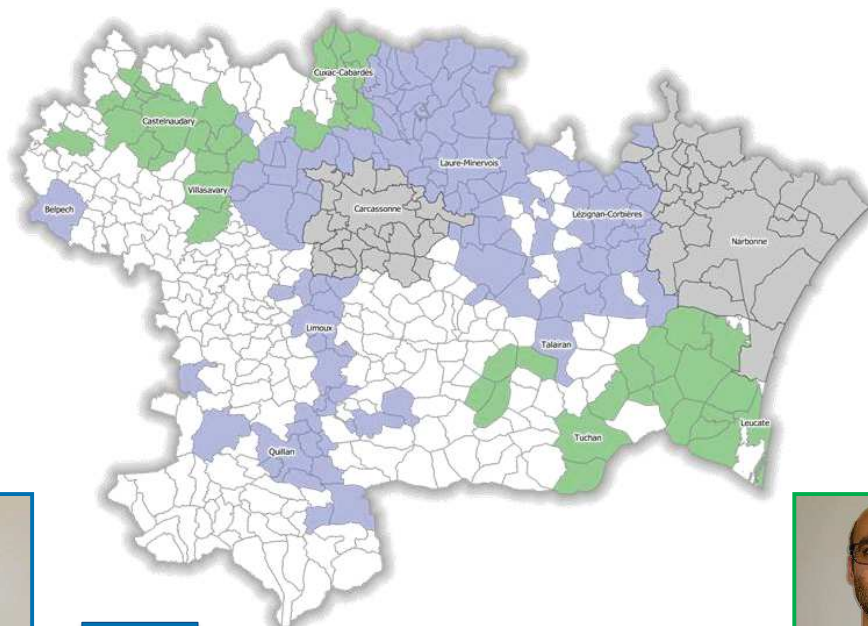 Cuxac-Cabardès
Castelnaudary
Laure-Minervois
Villasavary
Belpech
Carcassonne
Lézignan-Corbières
Narbonne
Limoux
Talairan
Leucate
Tuchan
Quillan